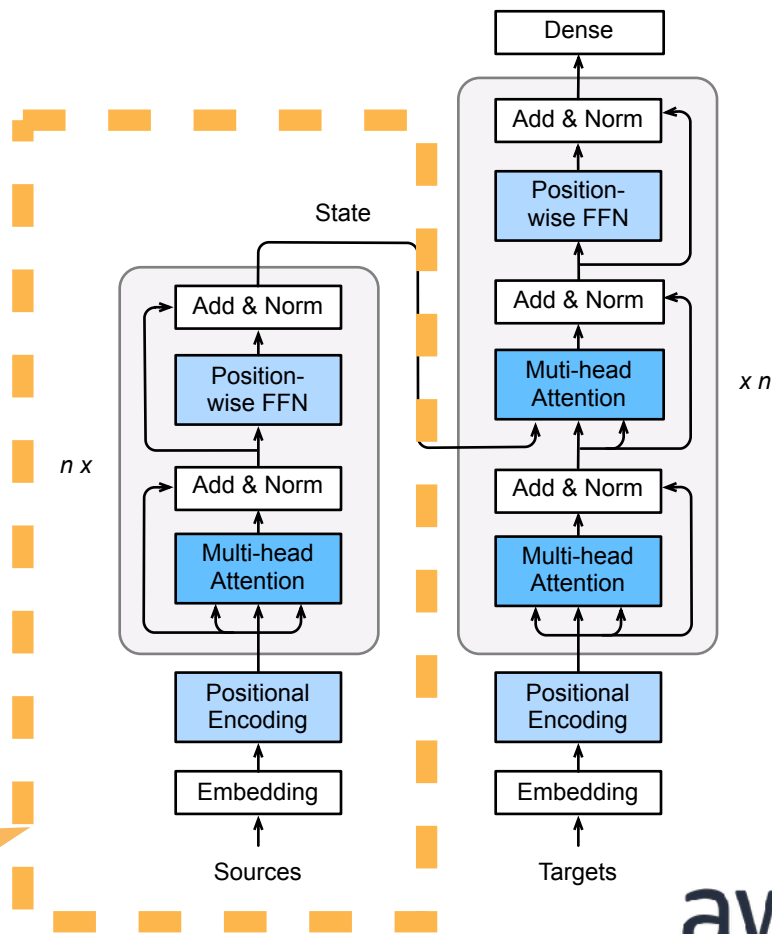 Dense
Add & Norm
Position-
wise FFN
State
Add & Norm
Add & Norm
Position-
wise FFN
Muti-head
Attention
x n
n x
Add & Norm
Add & Norm
Multi-head
Attention
Multi-head
Attention
Positional
Encoding
Positional
Encoding
Embedding
Embedding
Sources
Targets
aw